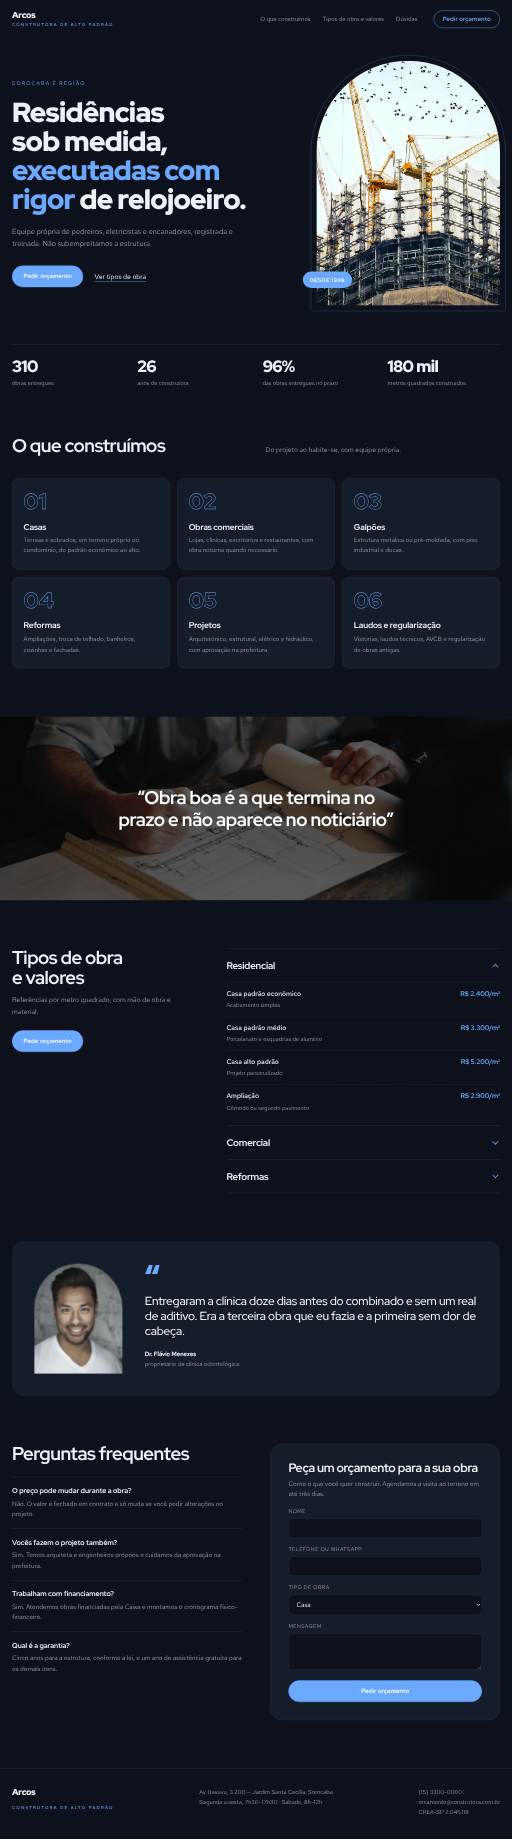 Arcos
CONSTRUTORA DE ALTO PADRÃO
O que construímos
Tipos de obra e valores
Dúvidas
Pedir orçamento
SOROCABA E REGIÃO
Residências
sob medida,
executadas com
rigor de relojoeiro.
Equipe própria de pedreiros, eletricistas e encanadores, registrada e
treinada. Não subempreitamos a estrutura.
Pedir orçamento
Ver tipos de obra
DESDE 1998
310
obras entregues
26
anos de construtora
96%
das obras entregues no prazo
180 mil
metros quadrados construídos
O que construímos
Do projeto ao habite-se, com equipe própria.
01
Casas
Térreas e sobrados, em terreno próprio ou
condomínio, do padrão econômico ao alto.
02
Obras comerciais
Lojas, clínicas, escritórios e restaurantes, com
obra noturna quando necessário.
03
Galpões
Estrutura metálica ou pré-moldada, com piso
industrial e docas.
04
Reformas
Ampliações, troca de telhado, banheiros,
cozinhas e fachadas.
05
Projetos
Arquitetônico, estrutural, elétrico e hidráulico,
com aprovação na prefeitura.
06
Laudos e regularização
Vistorias, laudos técnicos, AVCB e regularização
de obras antigas.
“Obra boa é a que termina no
prazo e não aparece no noticiário”
Tipos de obra
e valores
Referências por metro quadrado, com mão de obra e
material.
Pedir orçamento
Residencial
Casa padrão econômico
R$ 2.400/m²
Acabamento simples
Casa padrão médio
R$ 3.300/m²
Porcelanato e esquadrias de alumínio
Casa alto padrão
R$ 5.200/m²
Projeto personalizado
Ampliação
R$ 2.900/m²
Cômodo ou segundo pavimento
Comercial
Reformas
“
Entregaram a clínica doze dias antes do combinado e sem um real
de aditivo. Era a terceira obra que eu fazia e a primeira sem dor de
cabeça.
Dr. Flávio Menezes
proprietário de clínica odontológica
Perguntas frequentes
O preço pode mudar durante a obra?
Não. O valor é fechado em contrato e só muda se você pedir alterações no
projeto.
Vocês fazem o projeto também?
Sim. Temos arquiteta e engenheiros próprios e cuidamos da aprovação na
prefeitura.
Trabalham com financiamento?
Sim. Atendemos obras financiadas pela Caixa e montamos o cronograma físico-
financeiro.
Qual é a garantia?
Cinco anos para a estrutura, conforme a lei, e um ano de assistência gratuita para
os demais itens.
Peça um orçamento para a sua obra
Conte o que você quer construir. Agendamos a visita ao terreno em
até três dias.
NOME
TELEFONE OU WHATSAPP
TIPO DE OBRA
Casa
MENSAGEM
Pedir orçamento
Arcos
CONSTRUTORA DE ALTO PADRÃO
Av. Itavuvu, 3.200 — Jardim Santa Cecília, Sorocaba
Segunda a sexta, 7h30–17h30 · Sábado, 8h–12h
(15) 3300-0000
orcamento@construtora.com.br